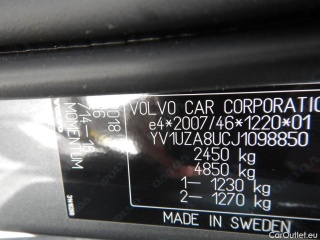 VOLVO CAR CORPORATION
e4*2007/46*1220*01
YV1UZA8UCJ1098850
2450 kg
4850 kg
1— 1230 kg
2— 1270 kg
MADE IN SWEDEN
MOMENTUM
CarOutlet.eu